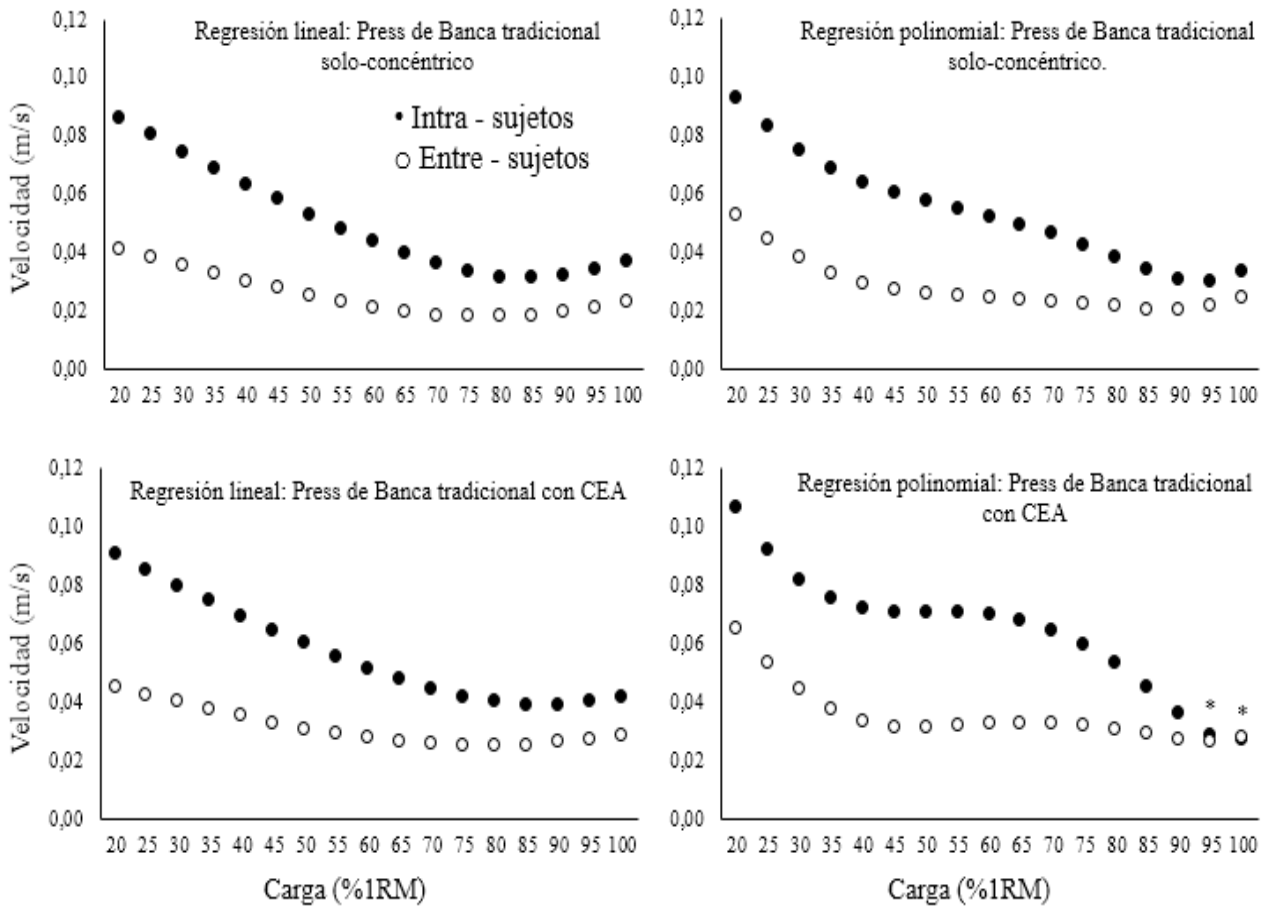 Regresión lineal: Press de Banca tradicional
solo-concéntrico
• Intra - sujetos
○ Entre - sujetos
Velocidad (m/s)
0,12
0,10
0,08
0,06
0,04
0,02
0,00
20 25 30 35 40 45 50 55 60 65 70 75 80 85 90 95 100
Regresión polinomial: Press de Banca tradicional
solo-concéntrico.
0,12
0,10
0,08
0,06
0,04
0,02
0,00
20 25 30 35 40 45 50 55 60 65 70 75 80 85 90 95 100
Regresión lineal: Press de Banca tradicional con CEA
Velocidad (m/s)
0,12
0,10
0,08
0,06
0,04
0,02
0,00
20 25 30 35 40 45 50 55 60 65 70 75 80 85 90 95 100
Carga (%1RM)
Regresión polinomial: Press de Banca tradicional
con CEA
0,12
0,10
0,08
0,06
0,04
0,02
0,00
* *
20 25 30 35 40 45 50 55 60 65 70 75 80 85 90 95 100
Carga (%1RM)